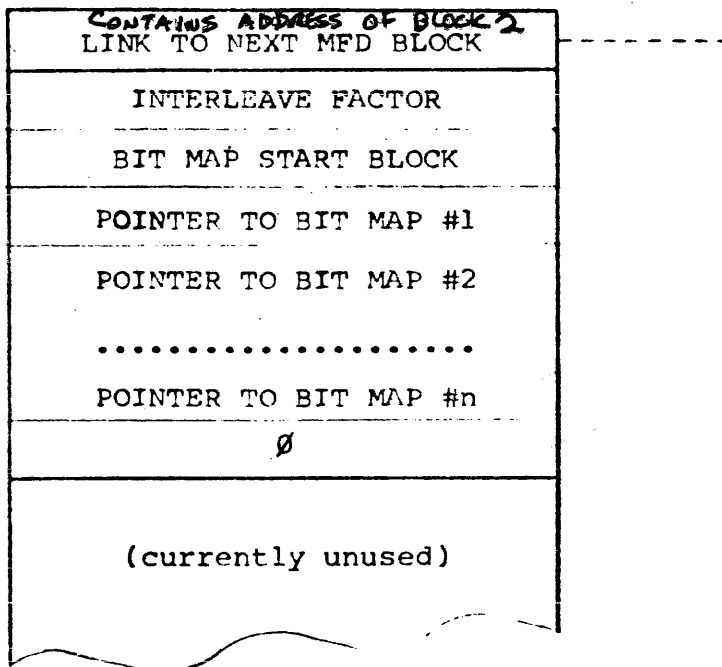 CONTAINS ADDRESS OF BLOCK 2
LINK TO NEXT MFD BLOCK
INTERLEAVE FACTOR
BIT MAP START BLOCK
POINTER TO BIT MAP #1
POINTER TO BIT MAP #2
......................
POINTER TO BIT MAP #n
Ø
(currently unused)